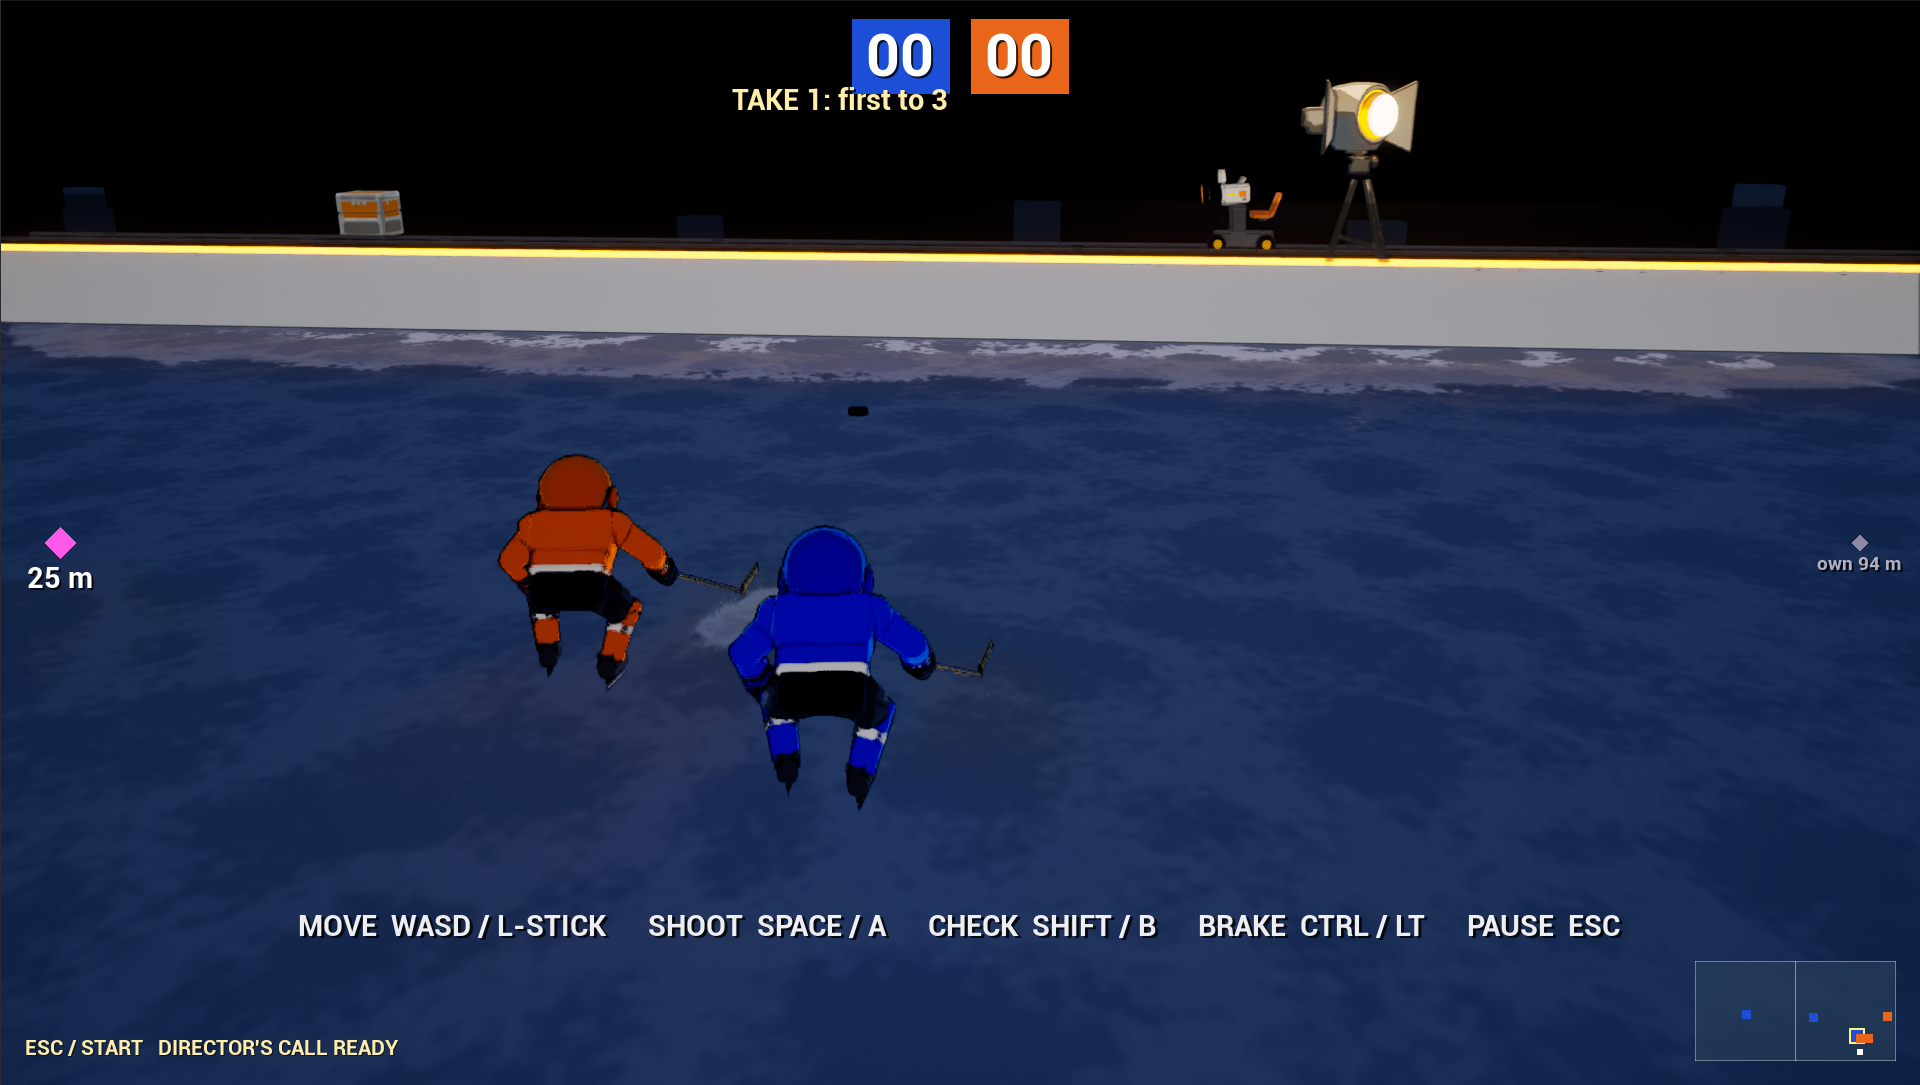 00 00
TAKE 1: first to 3
25 m
own 94 m
MOVE WASD / L-STICK SHOOT SPACE / A CHECK SHIFT / B BRAKE CTRL / LT PAUSE ESC
ESC / START DIRECTOR'S CALL READY